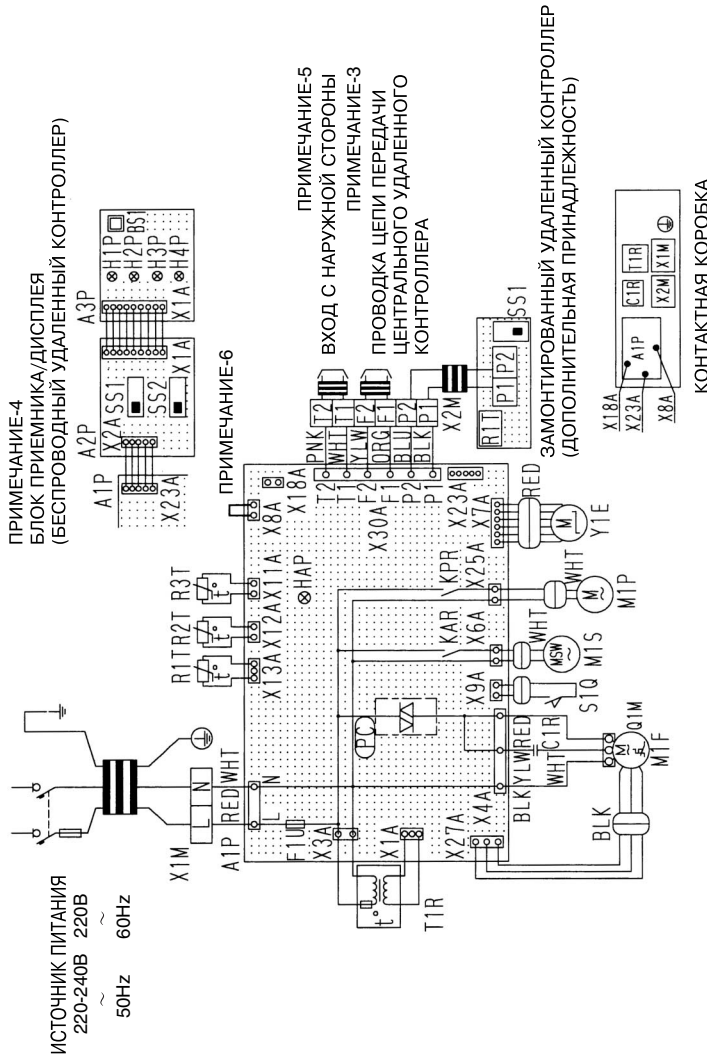 ПРИМЕЧАНИЕ-4
БЛОК ПРИЕМНИКА/ДИСПЛЕЯ
(БЕСПРОВОДНЫЙ УДАЛЕННЫЙ КОНТРОЛЛЕР)
A1P
X23A
A2P
X2A
SS1
SS2
X1A
A3P
X1A
H1P
H2P
H3P
H4P
BS1
ИСТОЧНИК ПИТАНИЯ
220-240В 220В
~ ~
50Hz 60Hz
X1M
L N
RED WHT
A1P
L N
F1U
X3A
X1A
T1R
t°
R1T R2T R3T
t° t° t°
X13A X12A X11A
X8A
ПРИМЕЧАНИЕ-6
X18A
HAP
PC
X30A
T2
T1
F2
F1
P2
P1
PNK
WHT
YLW
ORG
BLU
BLK
T2
T1
F2
F1
P2
P1
X2M
ПРИМЕЧАНИЕ-5
ВХОД С НАРУЖНОЙ СТОРОНЫ
ПРИМЕЧАНИЕ-3
ПРОВОДКА ЦЕПИ ПЕРЕДАЧИ
ЦЕНТРАЛЬНОГО УДАЛЕННОГО
КОНТРОЛЛЕРА
R1T
P1 P2
SS1
ЗАМОНТИРОВАННЫЙ УДАЛЕННЫЙ КОНТРОЛЛЕР
(ДОПОЛНИТЕЛЬНАЯ ПРИНАДЛЕЖНОСТЬ)
X27A
X4A
X9A
KAR
X6A
KPR
X25A
X7A
X23A
BLK YLW RED
WHT
C1R
BLK
M~
Q1M
M1F
S1Q
WHT
MSW
~
M1S
WHT
M~
M1P
RED
M
Y1E
X18A
X23A
X8A
A1P
C1R T1R
X2M X1M
КОНТАКТНАЯ КОРОБКА